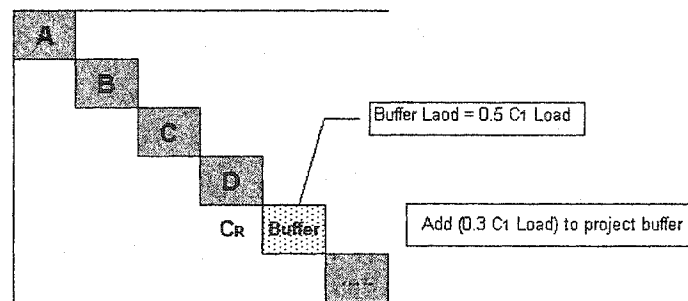 A
B
C
D
Buffer Laod = 0.5 C1 Load
CR
Buffer
Add (0.3 C1 Load) to project buffer
....